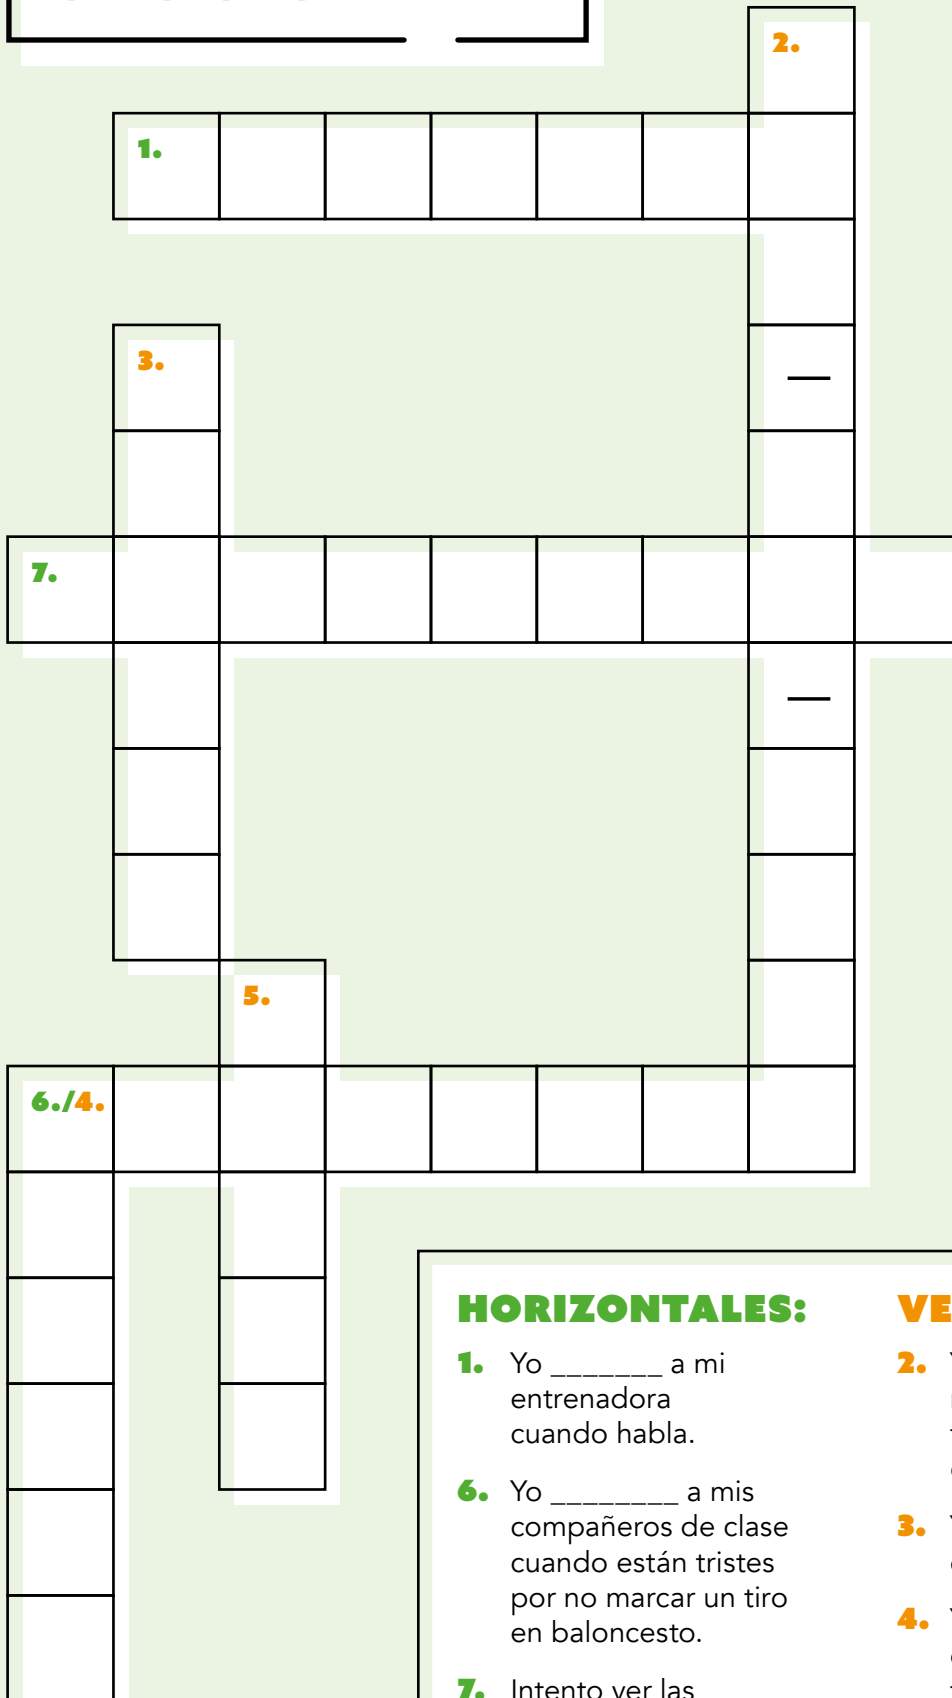 2.
1.
3.
7.
5.
6./4.
HORIZONTALES:
1. Yo _______ a mi
entrenadora
cuando habla.
6. Yo ________ a mis
compañeros de clase
cuando están tristes
por no marcar un tiro
en baloncesto.
7. Intento ver las
2.
3.
4.